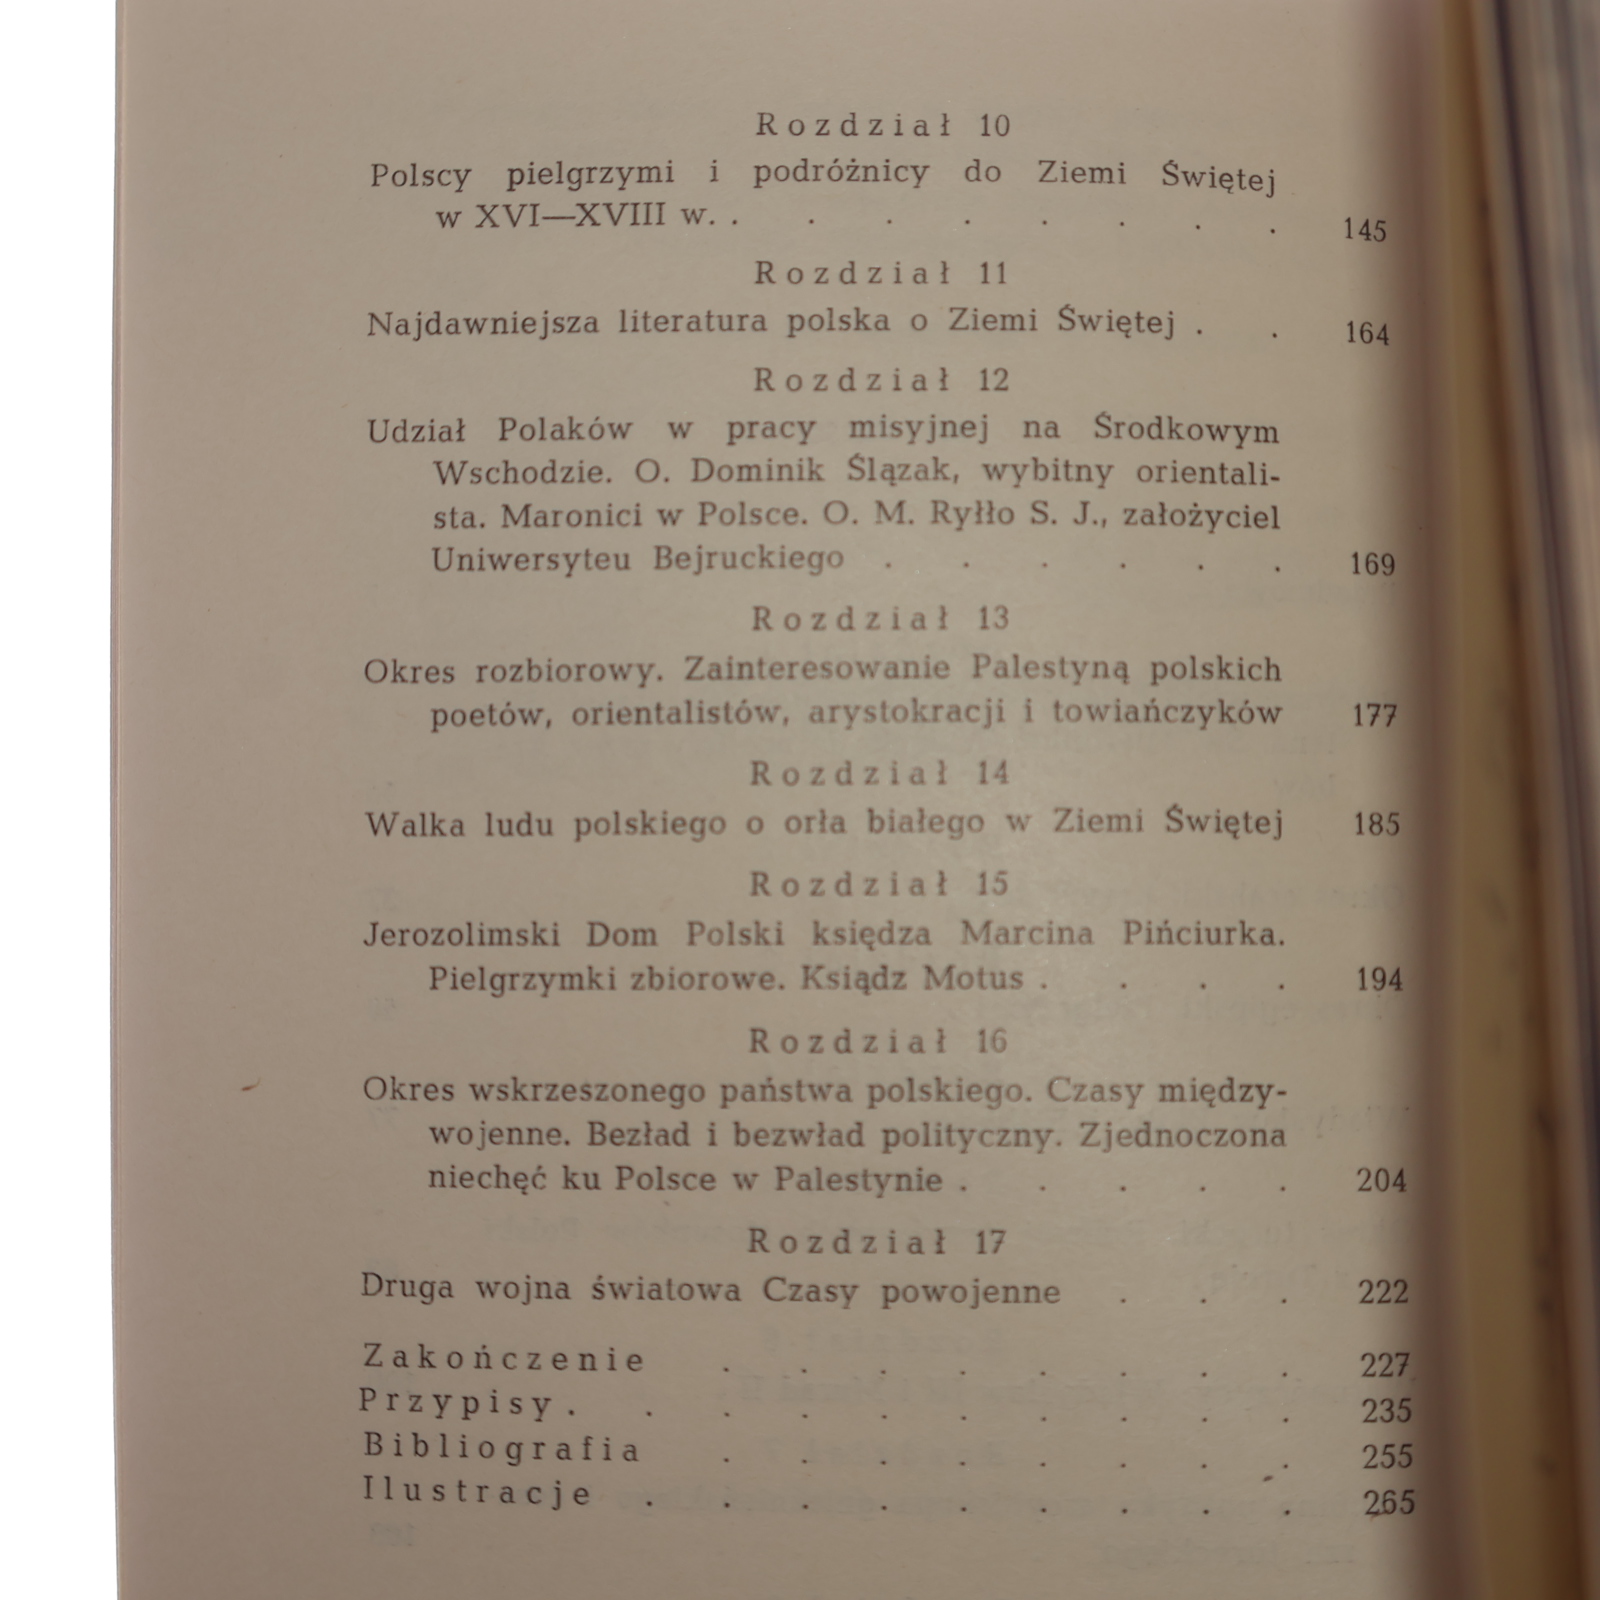 Rozdział 10
Polscy pielgrzymi i podróżnicy do Ziemi Świętej
w XVI—XVIII w. . . . . . . . . 145
Rozdział 11
Najdawniejsza literatura polska o Ziemi Świętej . . 164
Rozdział 12
Udział Polaków w pracy misyjnej na Środkowym
Wschodzie. O. Dominik Ślązak, wybitny orientali-
sta. Maronici w Polsce. O. M. Ryłło S. J., założyciel
Uniwersyteu Bejruckiego . . . . . . 169
Rozdział 13
Okres rozbiorowy. Zainteresowanie Palestyną polskich
poetów, orientalistów, arystokracji i towiańczyków 177
Rozdział 14
Walka ludu polskiego o orła białego w Ziemi Świętej 185
Rozdział 15
Jerozolimski Dom Polski księdza Marcina Pińciurka.
Pielgrzymki zbiorowe. Ksiądz Motus . . . . 194
Rozdział 16
Okres wskrzeszonego państwa polskiego. Czasy między-
wojenne. Bezład i bezwład polityczny. Zjednoczona
niechęć ku Polsce w Palestynie . . . . . 204
Rozdział 17
Druga wojna światowa Czasy powojenne . . . 222
Zakończenie . . . . . . . . 227
Przypisy . . . . . . . . . . 235
Bibliografia . . . . . . . . 255
Ilustracje . . . . . . . . . 265